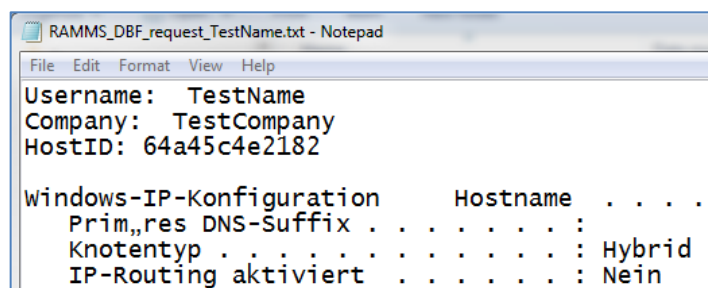 RAMMS_DBF_request_TestName.txt - Notepad
File Edit Format View Help
Username:  TestName
Company:  TestCompany
HostID: 64a45c4e2182
Windows-IP-Konfiguration     Hostname  . . . .
   Prim„res DNS-Suffix . . . . . . . :
   Knotentyp . . . . . . . . . . . . : Hybrid
   IP-Routing aktiviert  . . . . . . : Nein